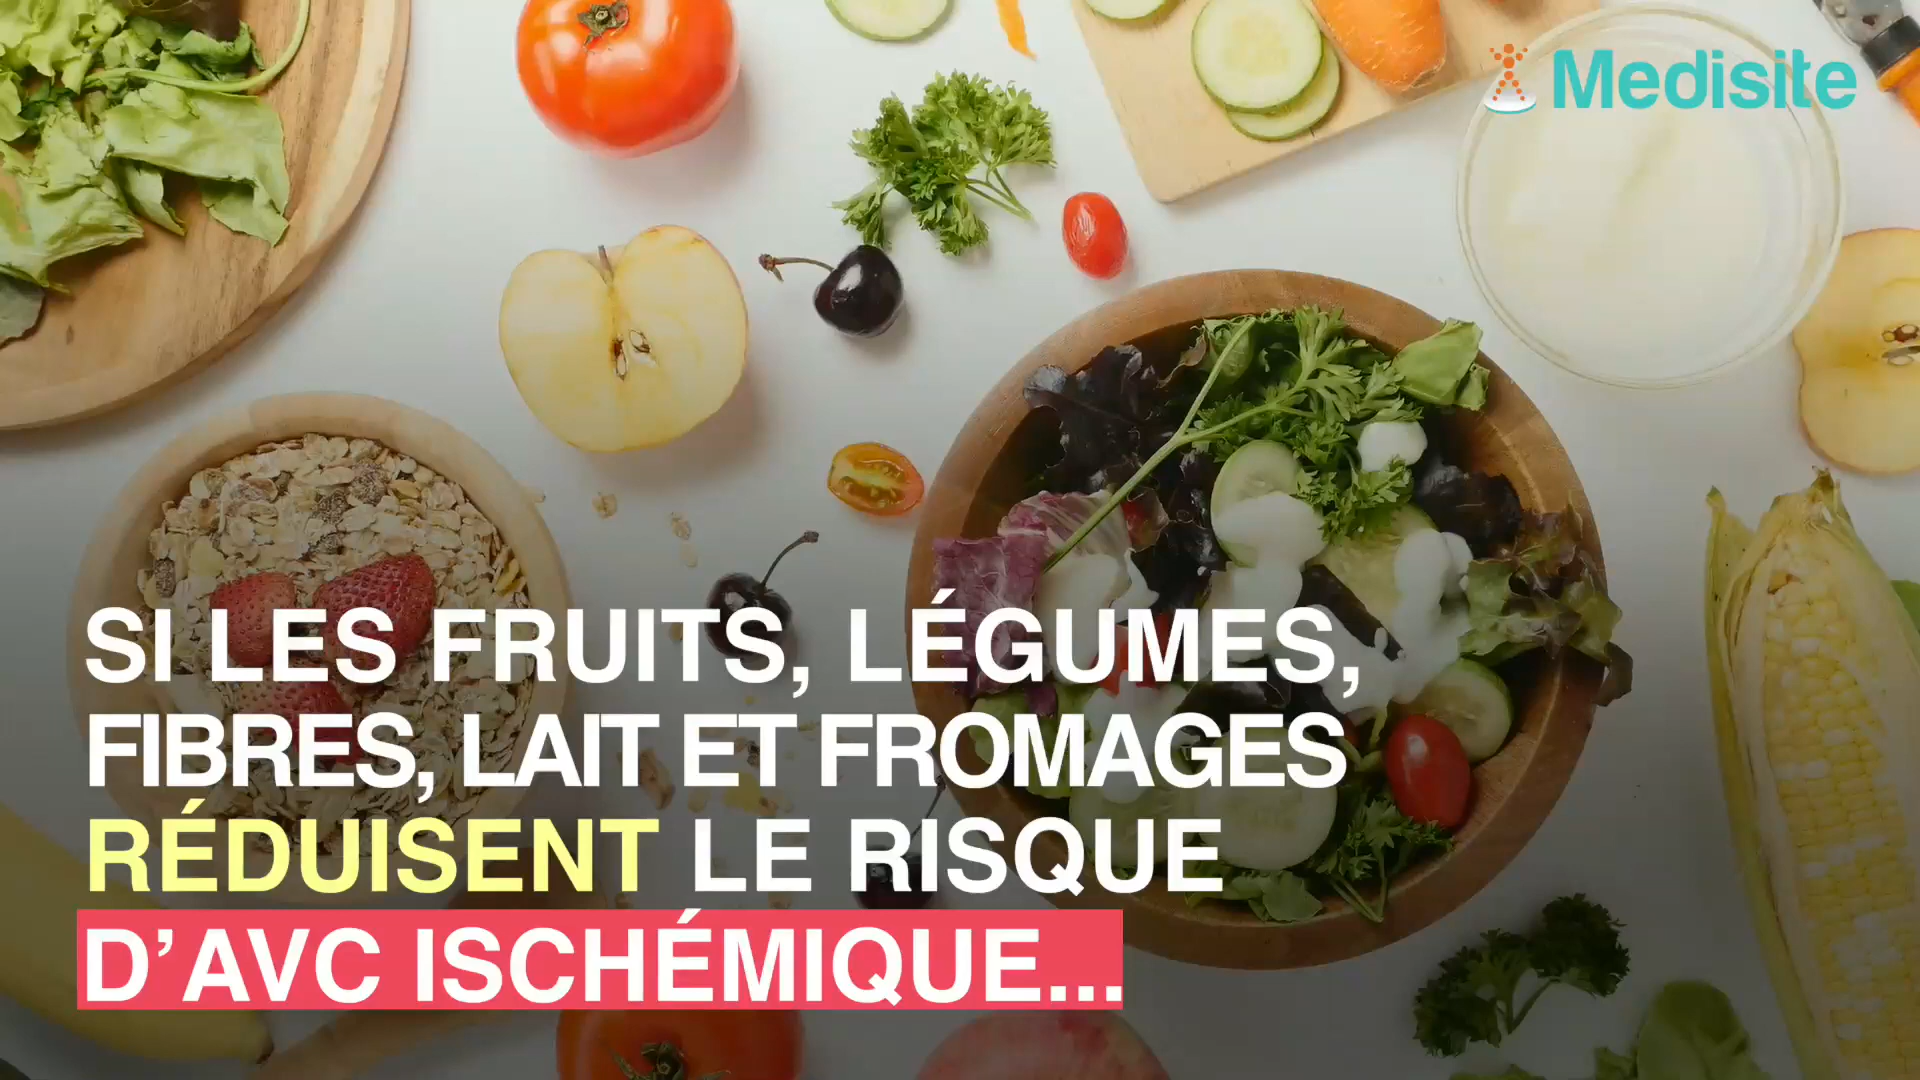 Medisite
SI LES FRUITS, LÉGUMES,
FIBRES, LAIT ET FROMAGES
RÉDUISENT LE RISQUE
D’AVC ISCHÉMIQUE...